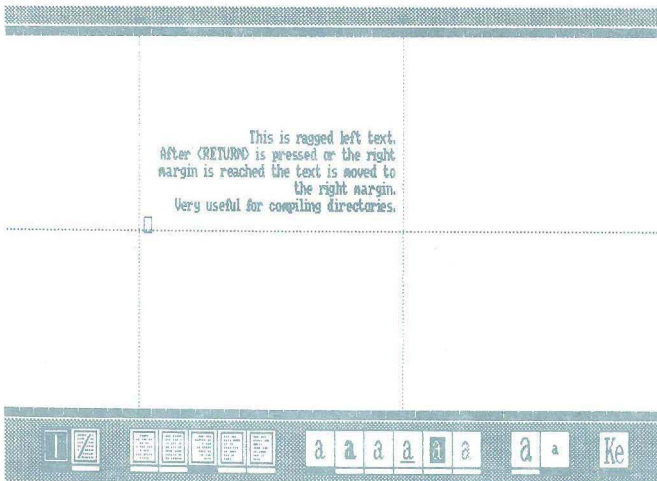 This is ragged left text.
After <RETURN> is pressed or the right
margin is reached the text is moved to
the right margin.
Very useful for compiling directories.
a a a a a a a a Ke